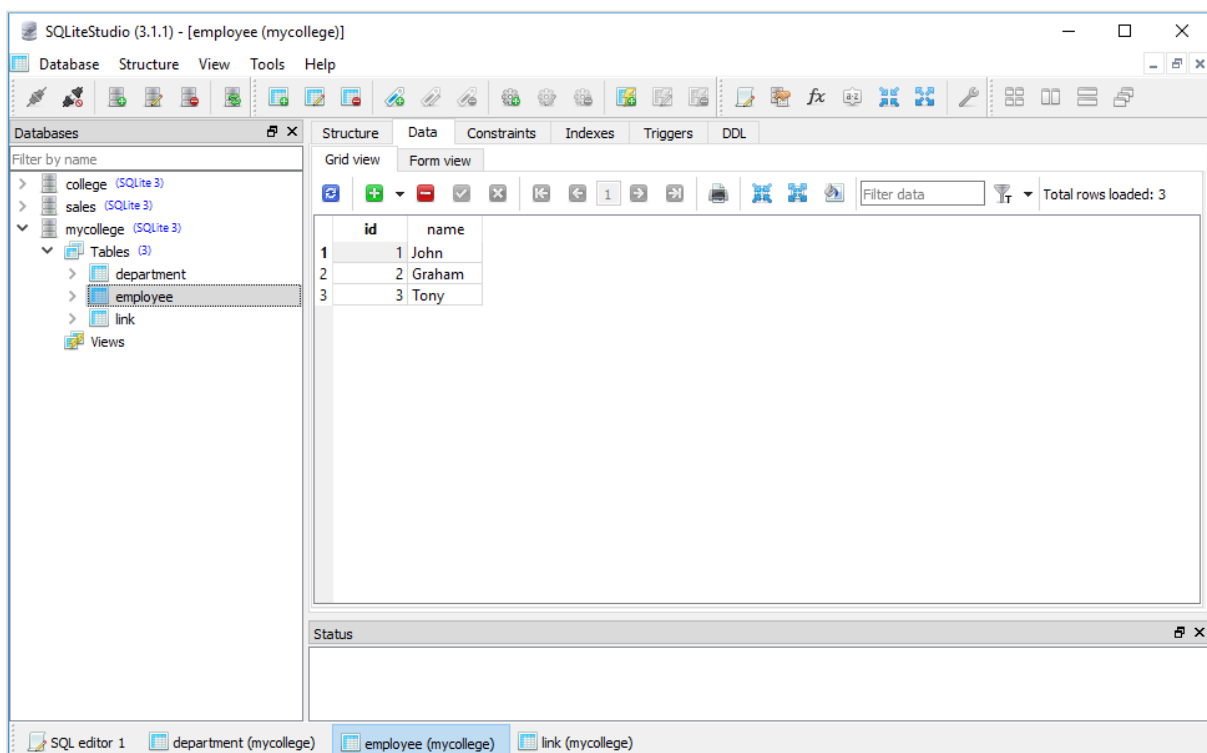 SQLiteStudio (3.1.1) - [employee (mycollege)]
Database Structure View Tools Help
fx
a-z
Databases
Structure Data Constraints Indexes Triggers DDL
Filter by name
Grid view Form view
college (SQLite 3)
sales (SQLite 3)
mycollege (SQLite 3)
Tables (3)
department
employee
link
Views
1 Filter data T Total rows loaded: 3
id name
1 1 John
2 2 Graham
3 3 Tony
Status
SQL editor 1 department (mycollege) employee (mycollege) link (mycollege)